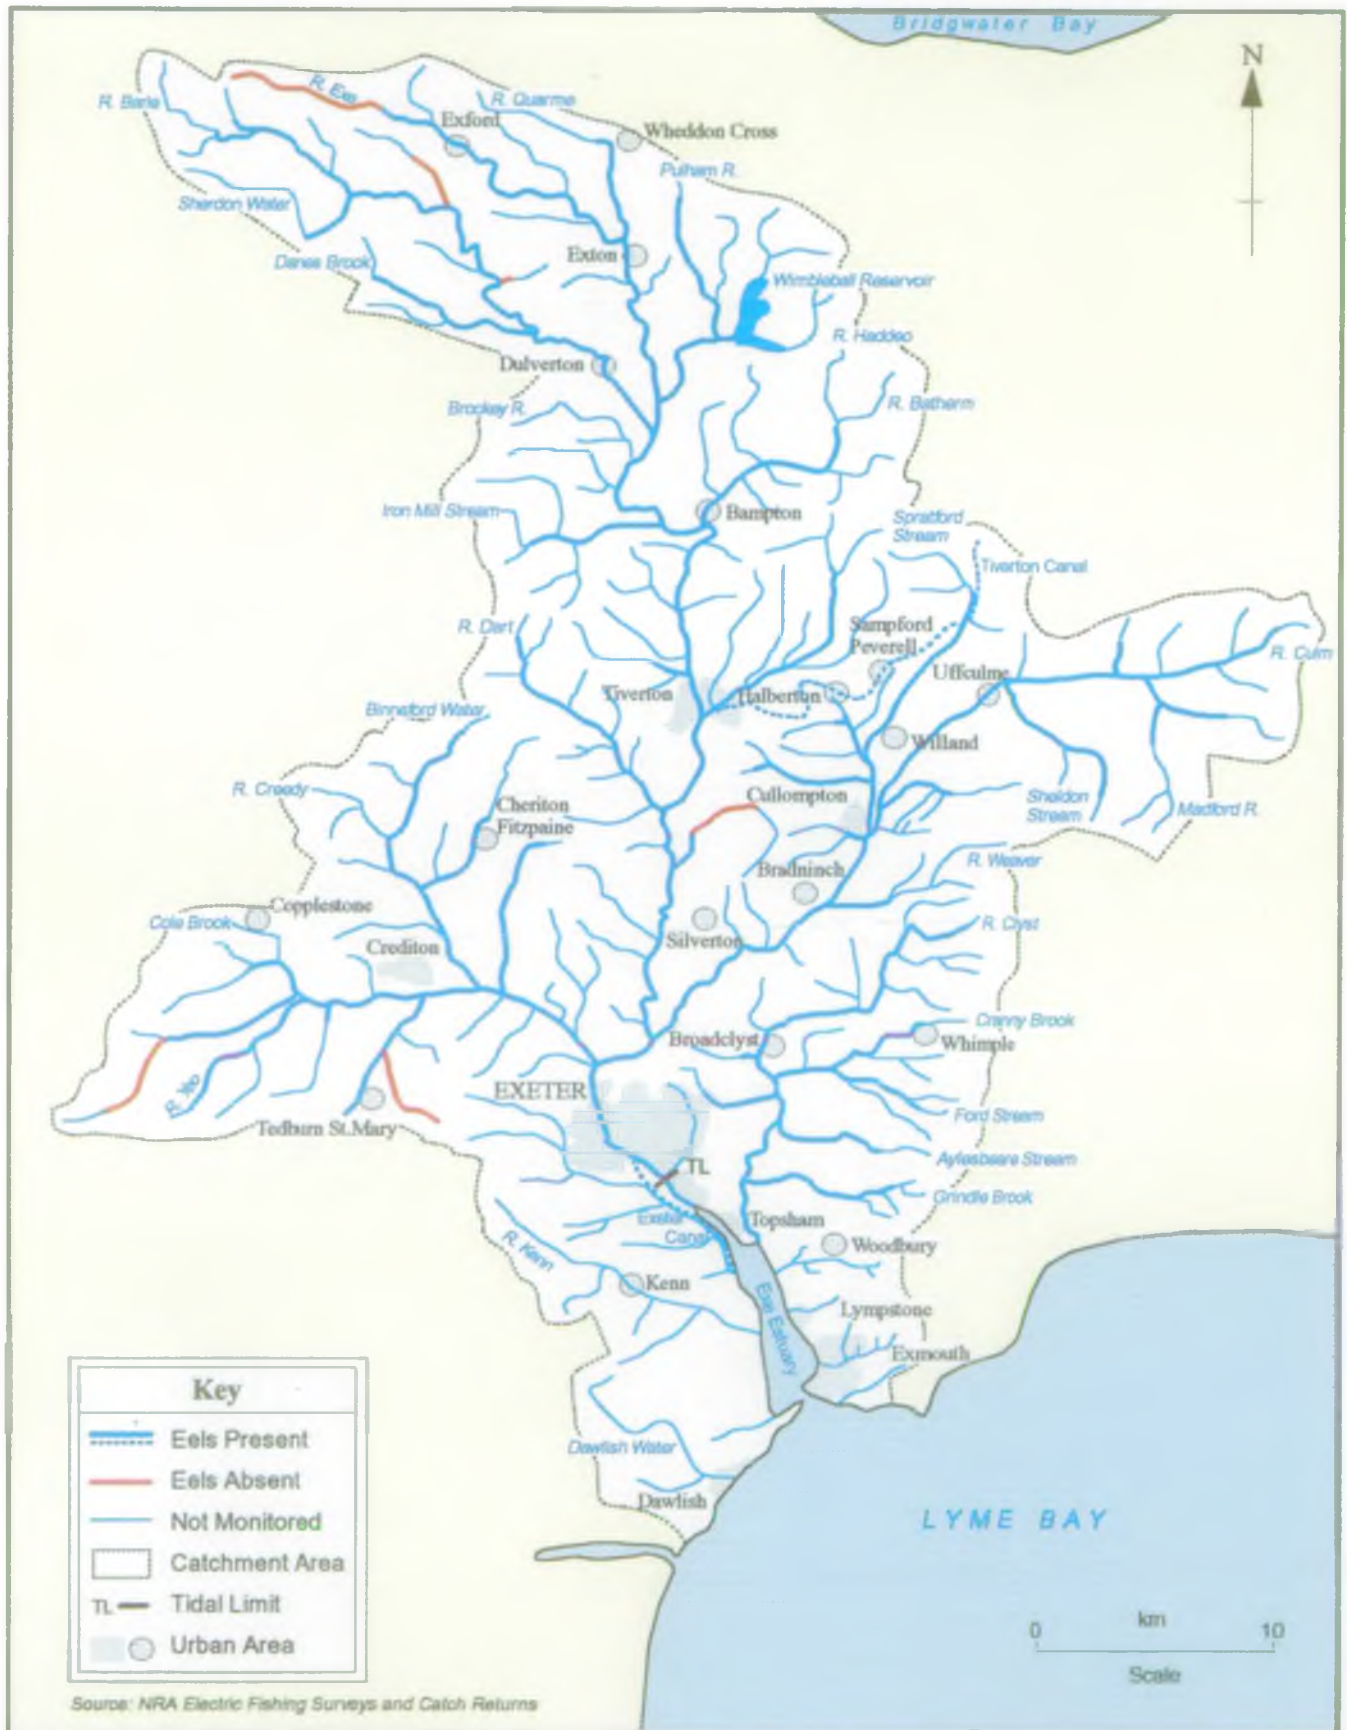 Bridgwater Bay
N
R. Barle
R. Exe
R. Quarme
Exford
Wheddon Cross
Pulham R.
Sherdon Water
Danes Brook
Exton
Wimbleball Reservoir
R. Haddeo
Dulverton
Brockey R.
R. Batherm
Iron Mill Stream
Bampton
Spratford
Stream
Tiverton Canal
R. Dart
Sampford
Peverell
Uffculme
R. Culm
Tiverton
Halberton
Binneford Water
Willand
R. Creedy
Cheriton
Fitzpaine
Cullompton
Sheldon
Stream
Madford R.
Bradninch
R. Weaver
Copplestone
Cole Brook
R. Clyst
Crediton
Silverton
Cranny Brook
Broadclyst
Whimple
R. Yeo
EXETER
Ford Stream
Tedburn St.Mary
Aylesbeare Stream
TL
Grindle Brook
Exeter
Canal
Topsham
R. Kenn
Woodbury
Kenn
Exe Estuary
Lympstone
Exmouth
Dawlish Water
Dawlish
LYME BAY
Key
Eels Present
Eels Absent
Not Monitored
Catchment Area
TL Tidal Limit
Urban Area
km
0 10
Scale
Source: NRA Electric Fishing Surveys and Catch Returns